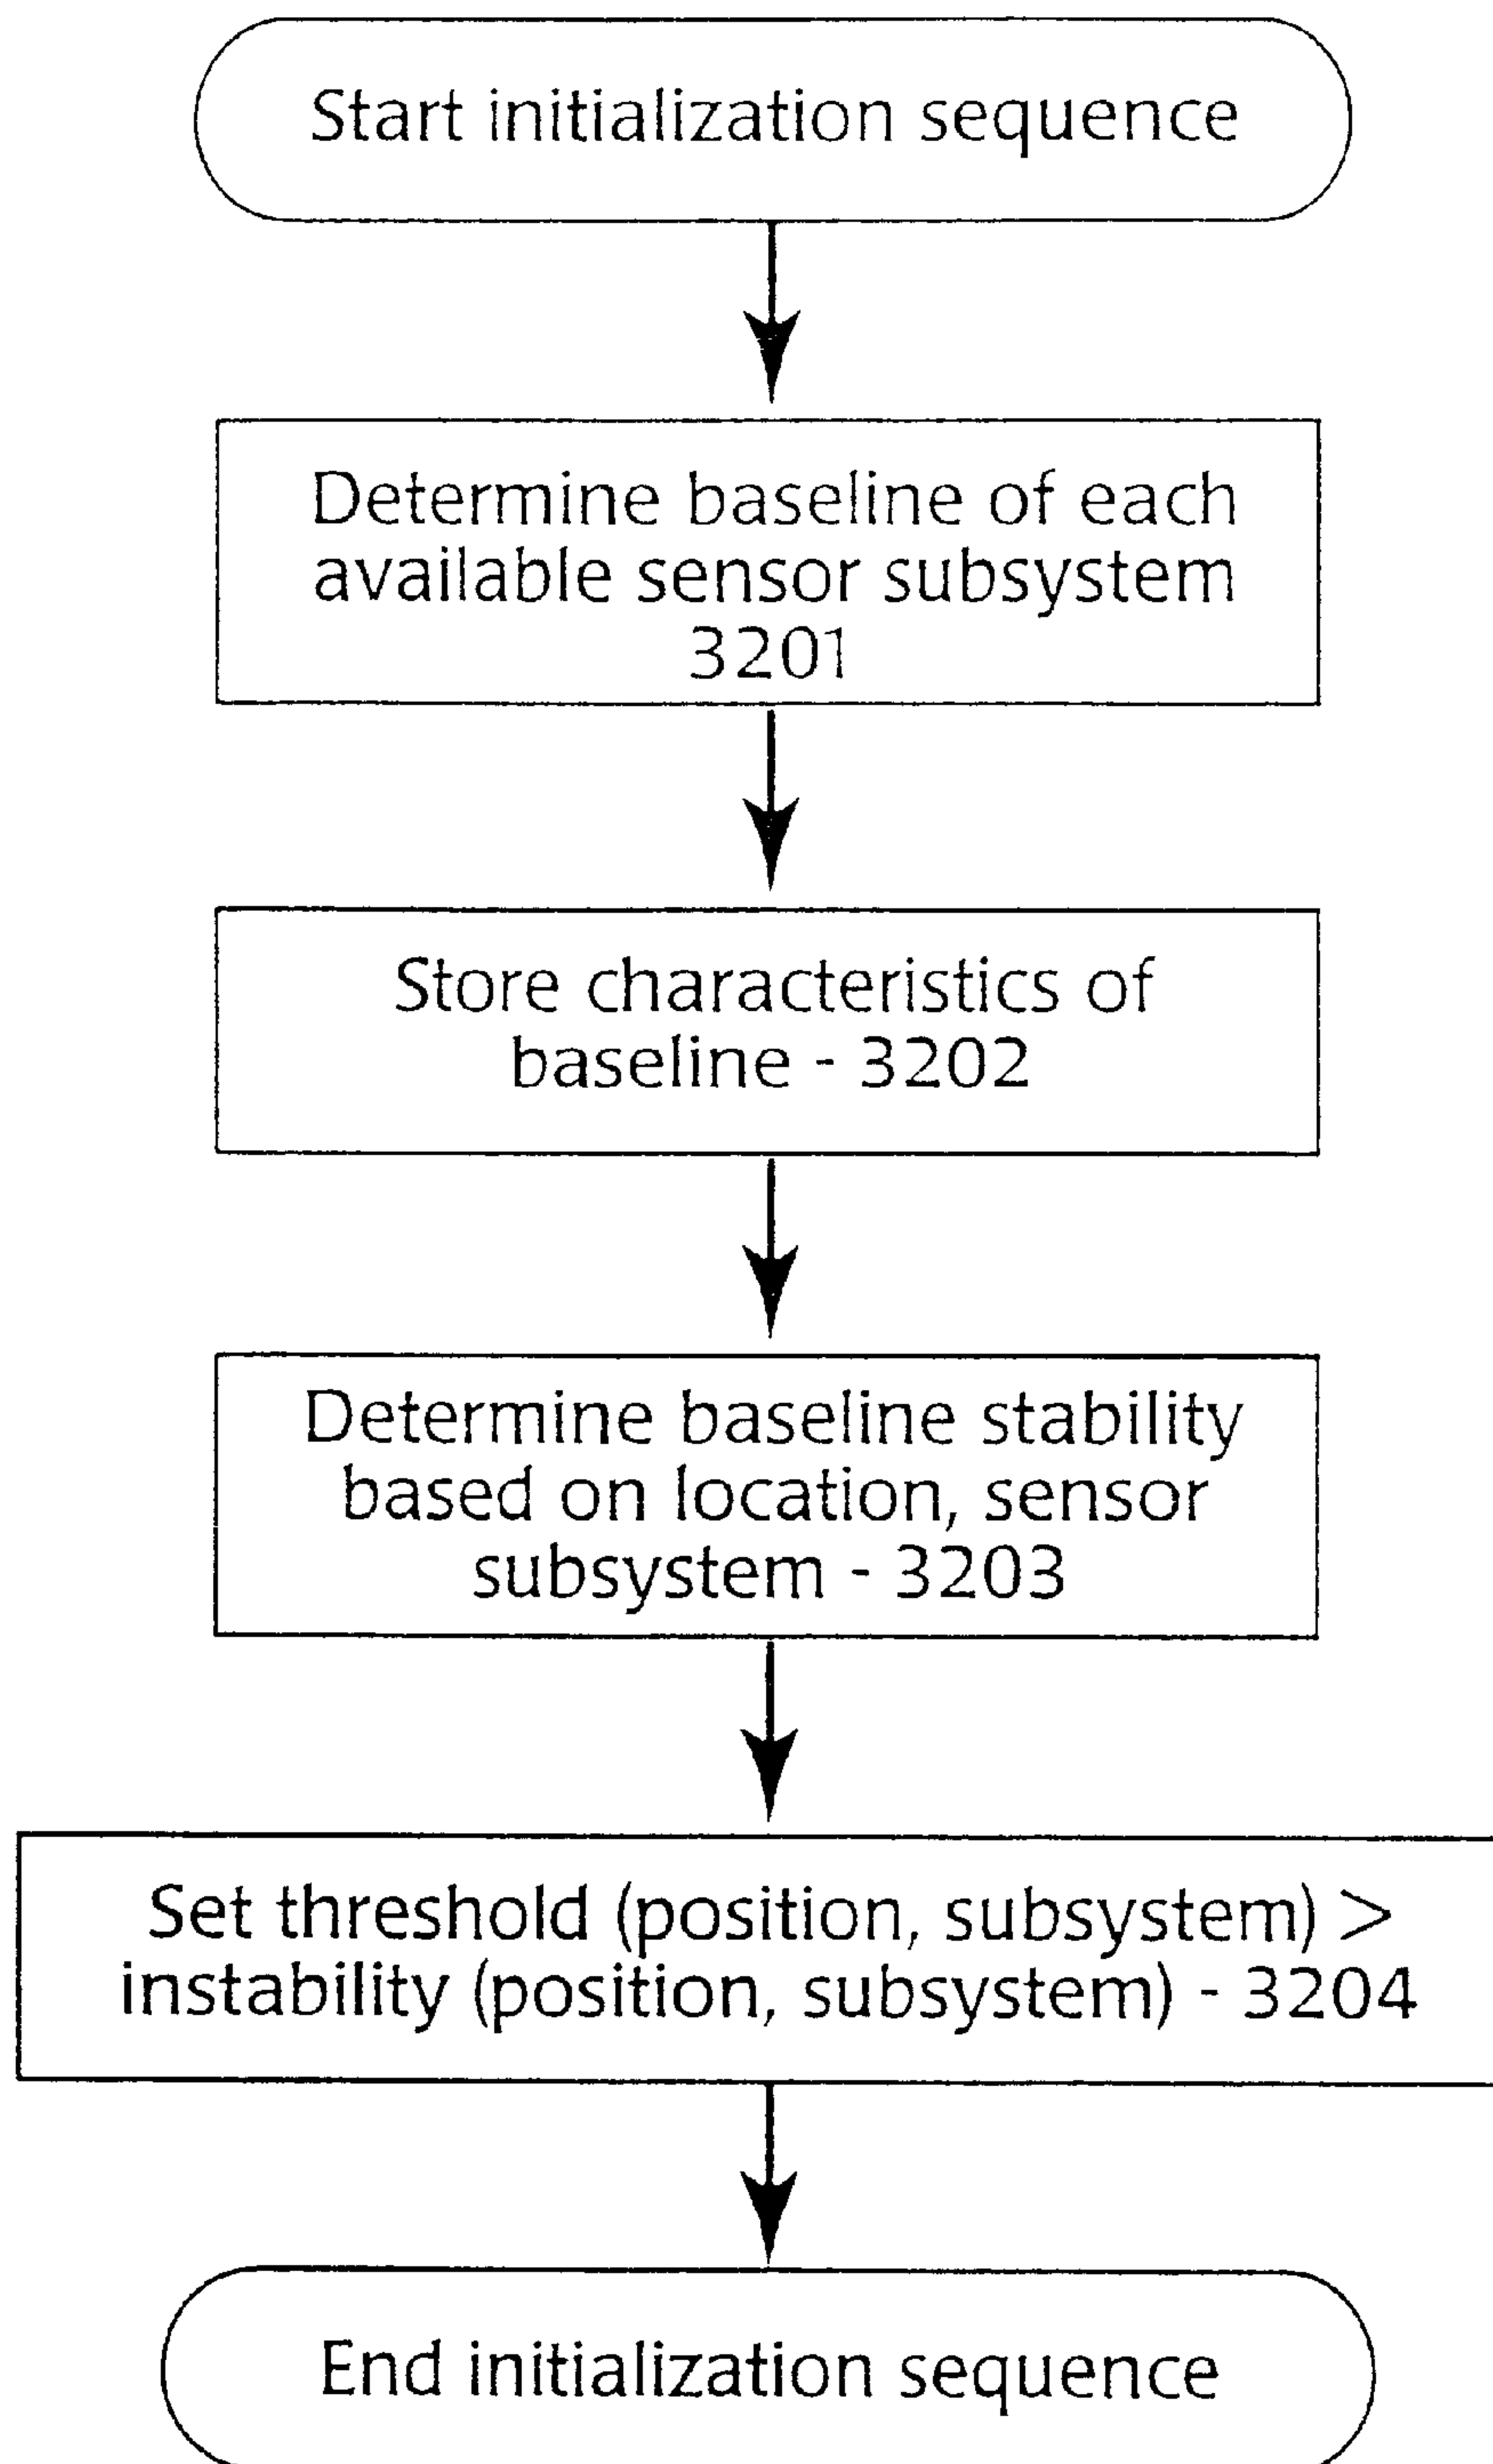 Start initialization sequence
Determine baseline of each
available sensor subsystem
3201
Store characteristics of
baseline - 3202
Determine baseline stability
based on location, sensor
subsystem - 3203
Set threshold (position, subsystem) >
instability (position, subsystem) - 3204
End initialization sequence